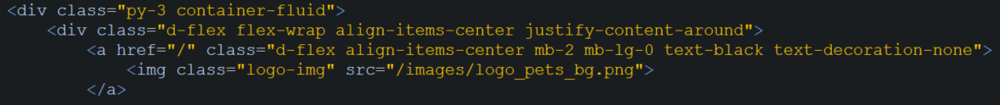 <div class="py-3 container-fluid">
<div class="d-flex flex-wrap align-items-center justify-content-around">
<a href="/" class="d-flex align-items-center mb-2 mb-lg-0 text-black text-decoration-none">
<img class="logo-img" src="/images/logo_pets_bg.png">
</a>